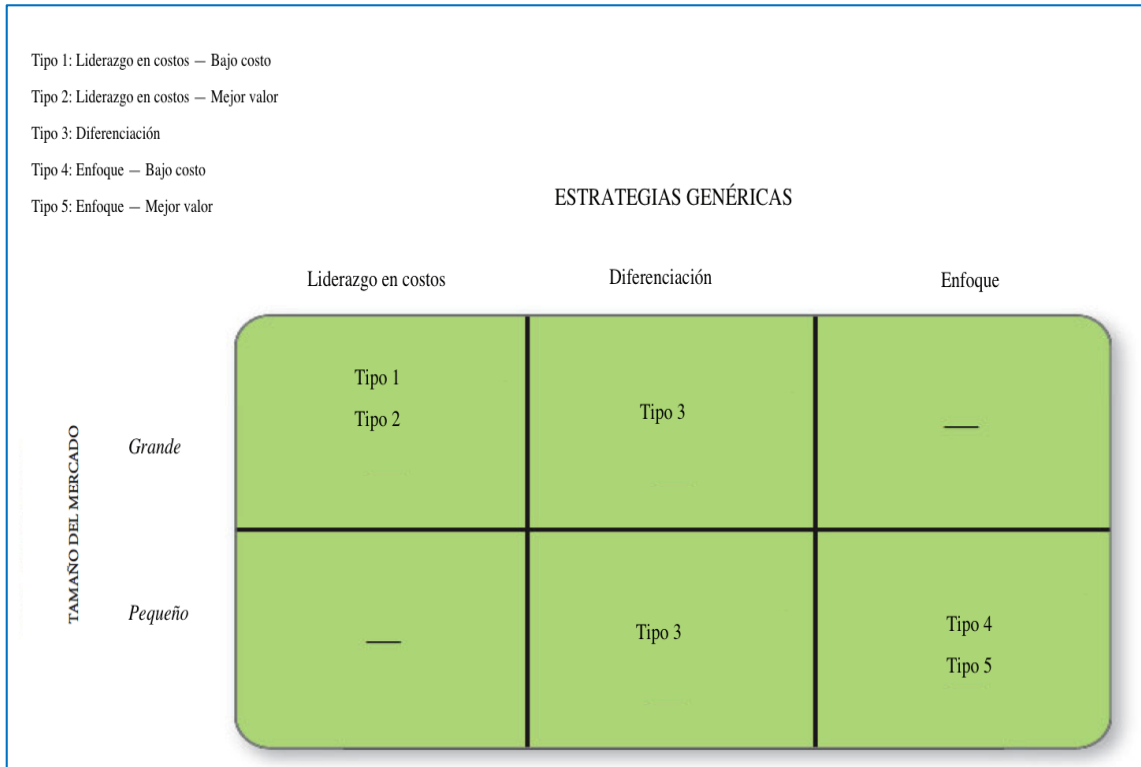 Tipo 1: Liderazgo en costos — Bajo costo
Tipo 2: Liderazgo en costos — Mejor valor
Tipo 3: Diferenciación
Tipo 4: Enfoque — Bajo costo
Tipo 5: Enfoque — Mejor valor
ESTRATEGIAS GENÉRICAS
Liderazgo en costos
Diferenciación
Enfoque
TAMAÑO DEL MERCADO
Grande
Tipo 1
Tipo 2
Tipo 3
—
Pequeño
—
Tipo 3
Tipo 4
Tipo 5